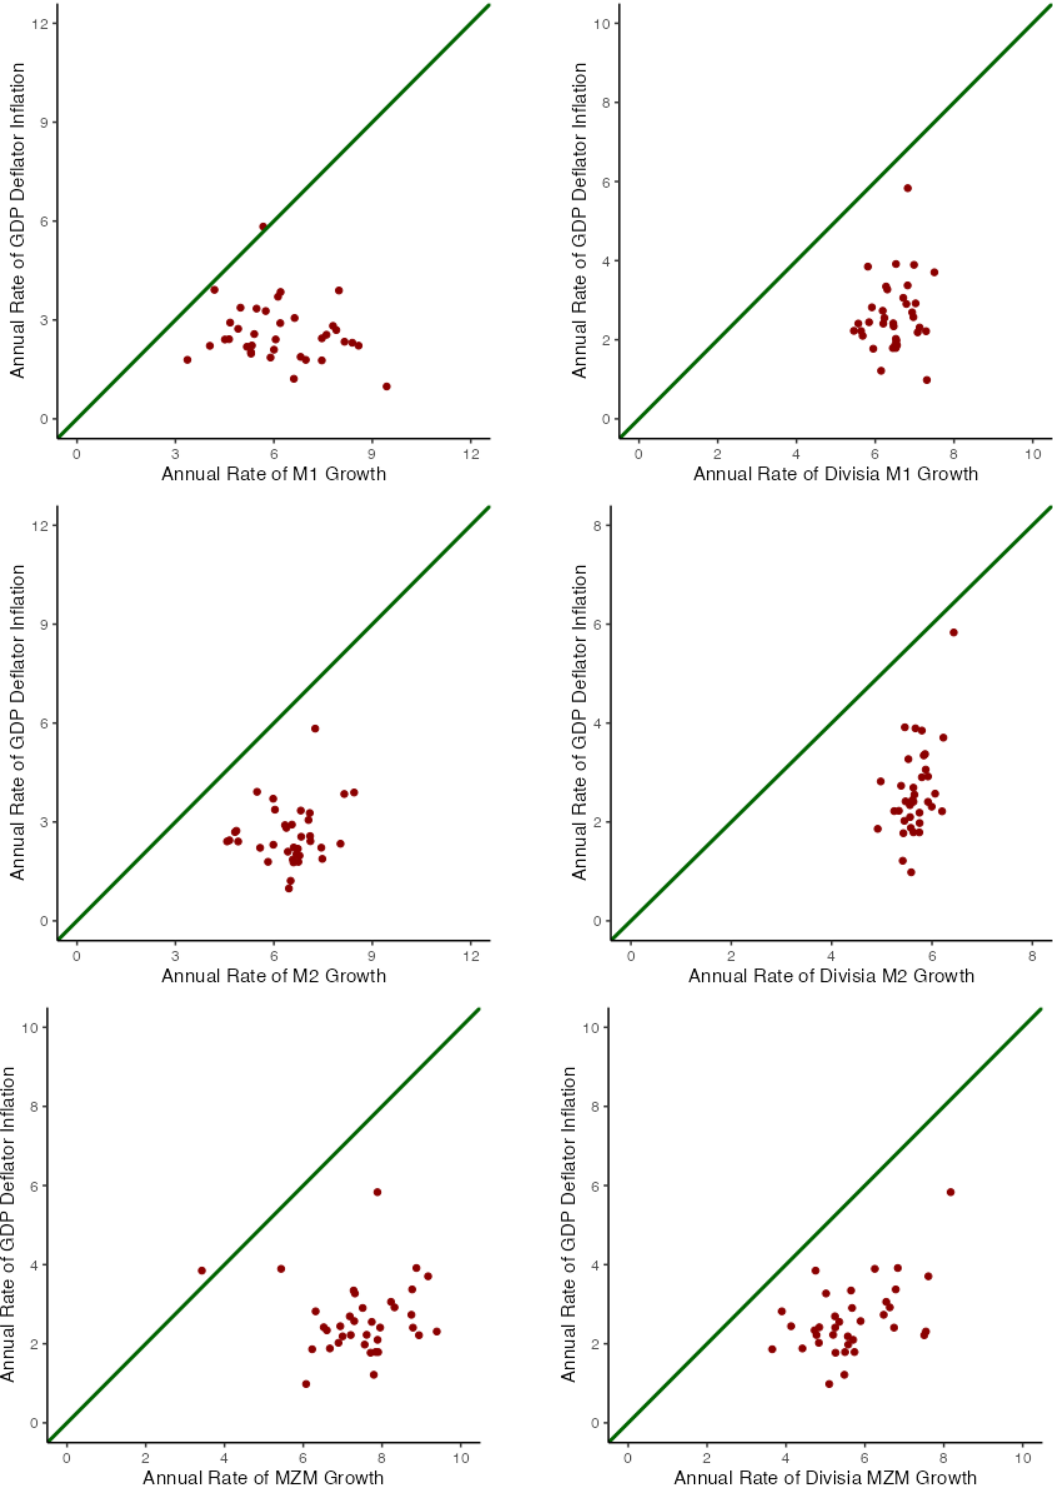 Annual Rate of GDP Deflator Inflation
12
9
6
3
0
0 3 6 9 12
Annual Rate of M1 Growth
Annual Rate of GDP Deflator Inflation
10
8
6
4
2
0
0 2 4 6 8 10
Annual Rate of Divisia M1 Growth
Annual Rate of GDP Deflator Inflation
12
9
6
3
0
0 3 6 9 12
Annual Rate of M2 Growth
Annual Rate of GDP Deflator Inflation
8
6
4
2
0
0 2 4 6 8
Annual Rate of Divisia M2 Growth
Annual Rate of GDP Deflator Inflation
10
8
6
4
2
0
0 2 4 6 8 10
Annual Rate of MZM Growth
Annual Rate of GDP Deflator Inflation
10
8
6
4
2
0
0 2 4 6 8 10
Annual Rate of Divisia MZM Growth